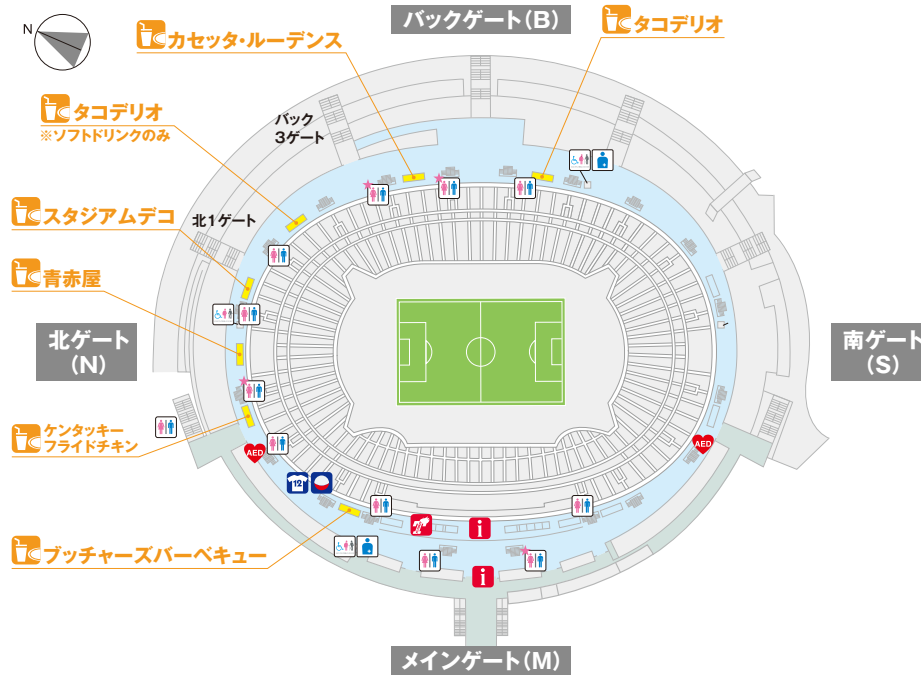 バックゲート(B)
N
カセッタ・ルーデンス
タコデリオ
タコデリオ
※ソフトドリンクのみ
バック
3ゲート
スタジアムデコ
北1ゲート
青赤屋
北ゲート
(N)
南ゲート
(S)
ケンタッキー
フライドチキン
AED
AED
12
i
ブッチャーズバーベキュー
i
メインゲート(M)